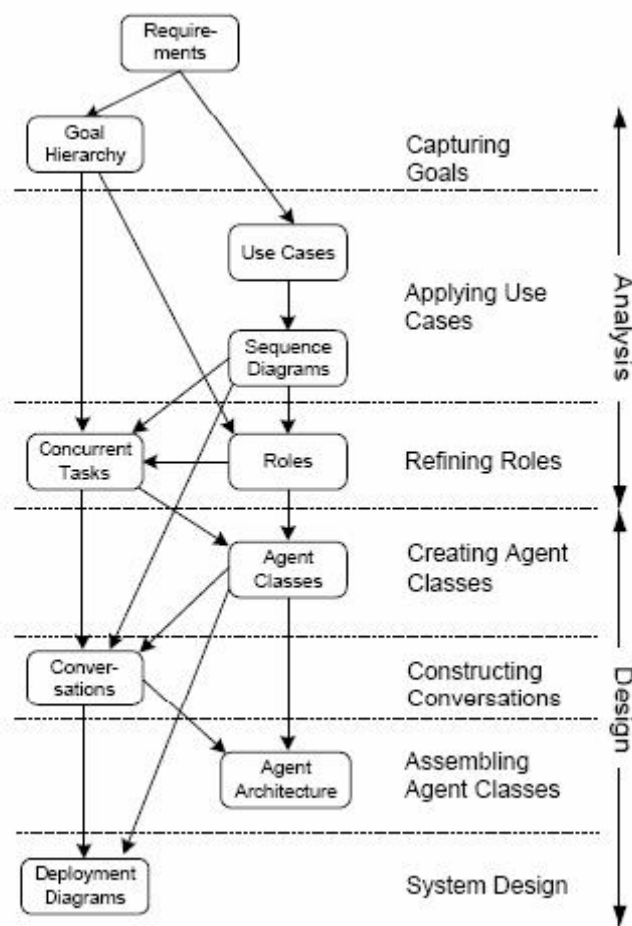 Require-
ments
Goal
Hierarchy
Capturing
Goals
Use Cases
Applying Use
Cases
Sequence
Diagrams
Analysis
Concurrent
Tasks
Roles
Refining Roles
Agent
Classes
Creating Agent
Classes
Conver-
sations
Constructing
Conversations
Design
Agent
Architecture
Assembling
Agent Classes
Deployment
Diagrams
System Design